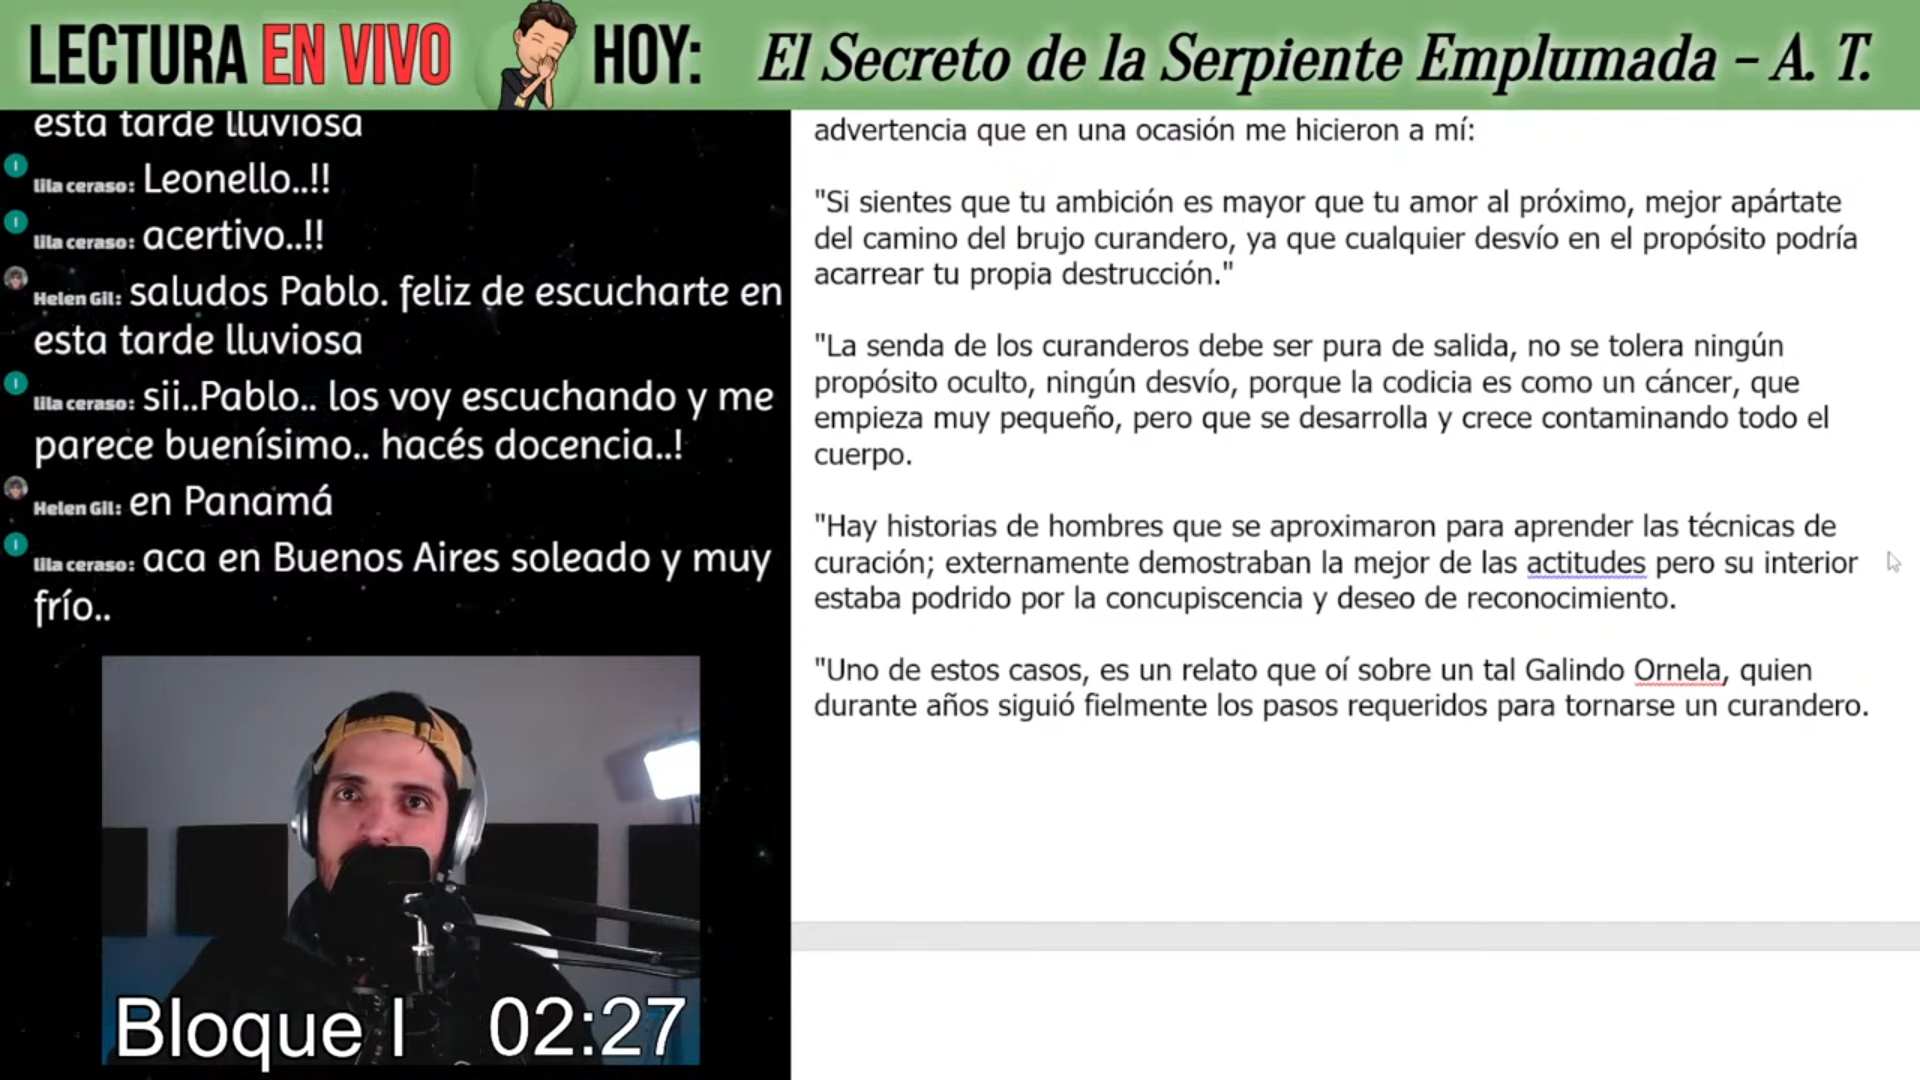 LECTURA EN VIVO HOY: El Secreto de la Serpiente Emplumada - A. T.
esta tarde lluviosa
lila ceraso: Leonello..!!
lila ceraso: acertivo..!!
Helen Gil: saludos Pablo. feliz de escucharte en
esta tarde lluviosa
lila ceraso: sii..Pablo.. los voy escuchando y me
parece buenísimo.. hacés docencia..!
Helen Gil: en Panamá
lila ceraso: aca en Buenos Aires soleado y muy
frío..
Bloque I 02:27
advertencia que en una ocasión me hicieron a mí:
"Si sientes que tu ambición es mayor que tu amor al próximo, mejor apártate
del camino del brujo curandero, ya que cualquier desvío en el propósito podría
acarrear tu propia destrucción."
"La senda de los curanderos debe ser pura de salida, no se tolera ningún
propósito oculto, ningún desvío, porque la codicia es como un cáncer, que
empieza muy pequeño, pero que se desarrolla y crece contaminando todo el
cuerpo.
"Hay historias de hombres que se aproximaron para aprender las técnicas de
curación; externamente demostraban la mejor de las actitudes pero su interior
estaba podrido por la concupiscencia y deseo de reconocimiento.
"Uno de estos casos, es un relato que oí sobre un tal Galindo Ornela, quien
durante años siguió fielmente los pasos requeridos para tornarse un curandero.